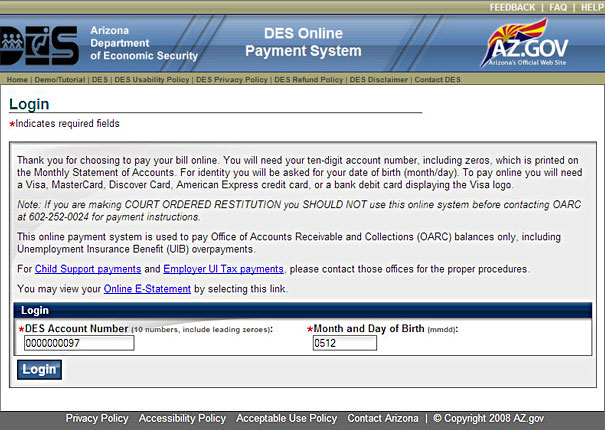 FEEDBACK | FAQ | HELP
DES
Arizona
Department
of Economic Security
DES Online
Payment System
AZ.GOV
Arizona's Official Web Site
Home | Demo/Tutorial | DES | DES Usability Policy | DES Privacy Policy | DES Refund Policy | DES Disclaimer | Contact DES
Login
*Indicates required fields
Thank you for choosing to pay your bill online. You will need your ten-digit account number, including zeros, which is printed on
the Monthly Statement of Accounts. For identity you will be asked for your date of birth (month/day). To pay online you will need
a Visa, MasterCard, Discover Card, American Express credit card, or a bank debit card displaying the Visa logo.
Note: If you are making COURT ORDERED RESTITUTION you SHOULD NOT use this online system before contacting OARC
at 602-252-0024 for payment instructions.
This online payment system is used to pay Office of Accounts Receivable and Collections (OARC) balances only, including
Unemployment Insurance Benefit (UIB) overpayments.
For Child Support payments and Employer UI Tax payments, please contact those offices for the proper procedures.
You may view your Online E-Statement by selecting this link.
Login
*DES Account Number (10 numbers, include leading zeroes): *Month and Day of Birth (mmdd):
0000000097 0512
Login
Privacy Policy Accessibility Policy Acceptable Use Policy Contact Arizona | © Copyright 2008 AZ.gov